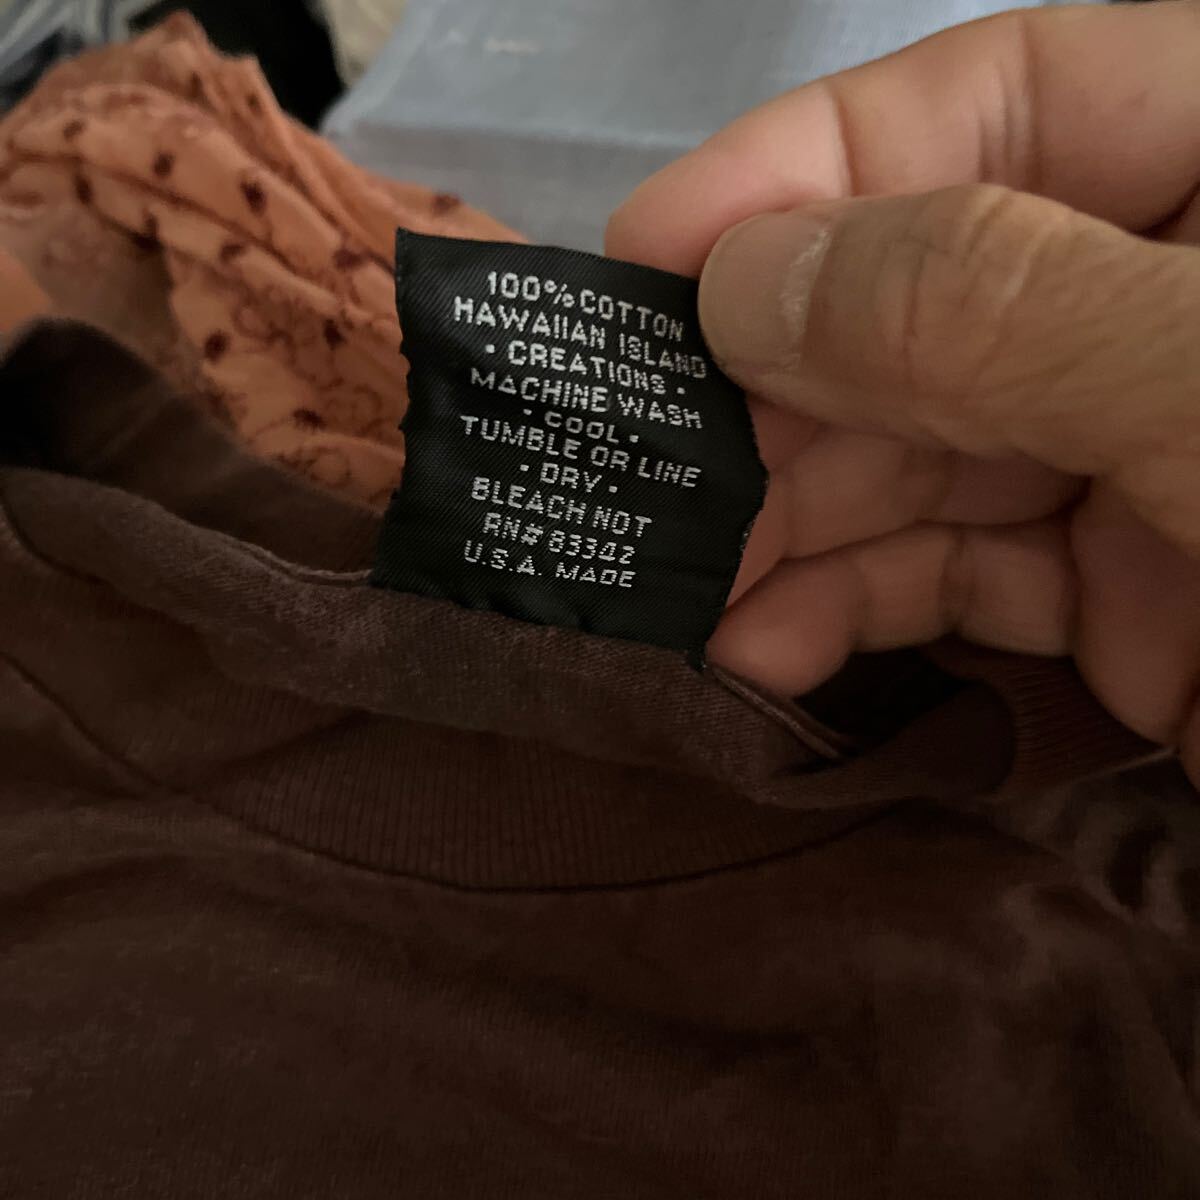 100% COTTON
HAWAIIAN ISLAND
• CREATIONS •
MACHINE WASH
• COOL •
TUMBLE OR LINE
• DRY •
BLEACH NOT
RN# 83342
U.S.A. MADE